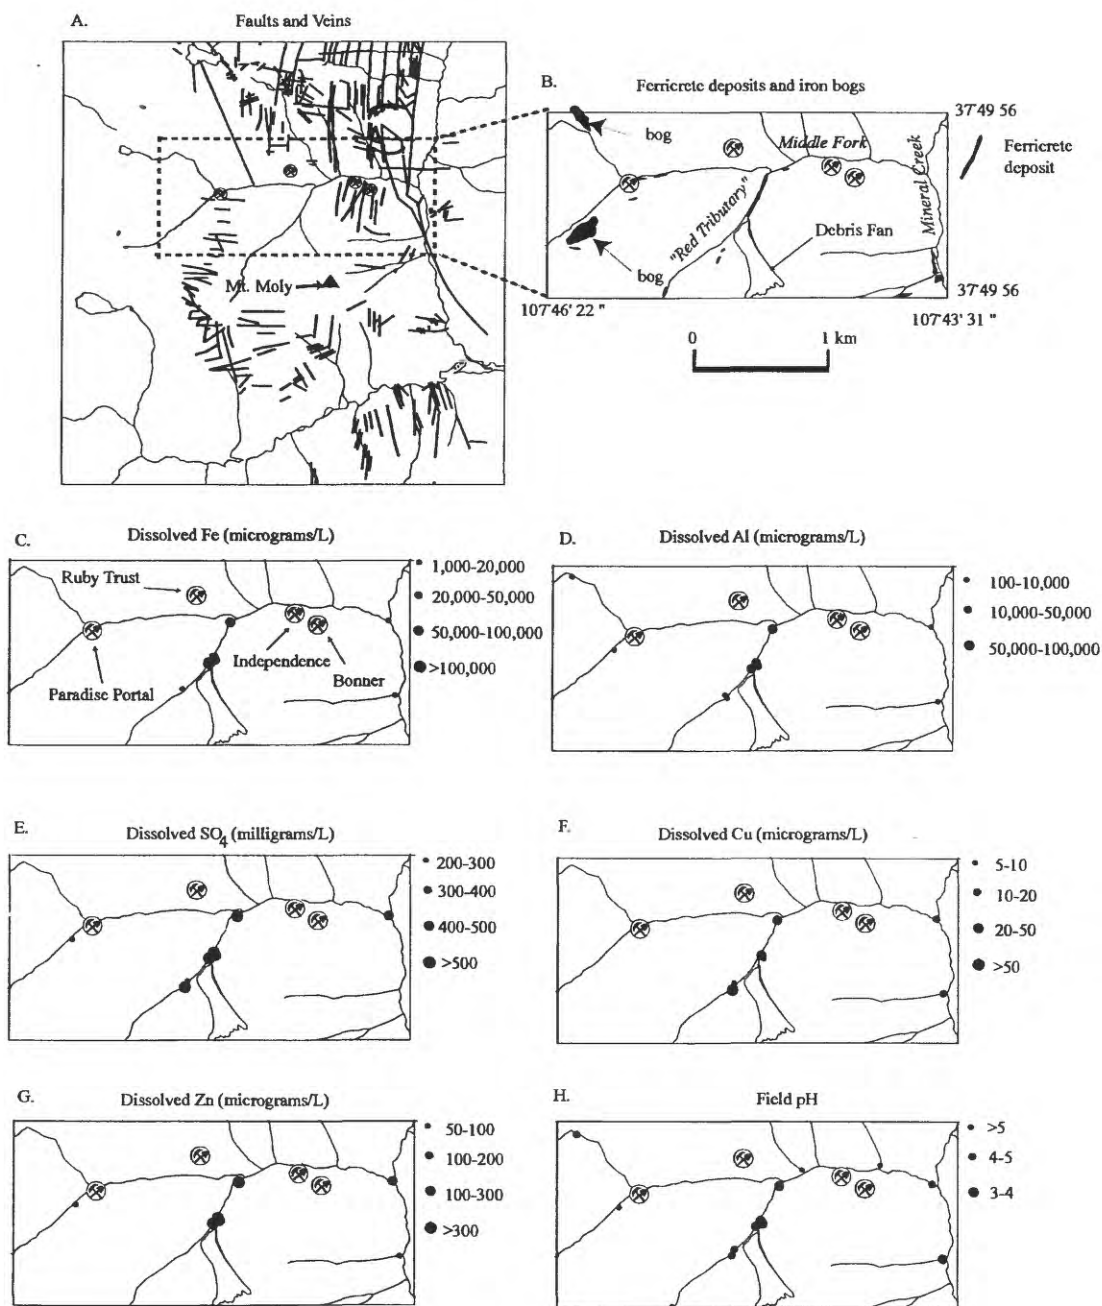 A.
Faults and Veins
Mt. Moly
B.
Ferricrete deposits and iron bogs
bog
Middle Fork
"Red Tributary"
Mineral Creek
Debris Fan
bog
37°49 56
Ferricrete
deposit
37°49 56
107°46' 22 "
107°43' 31 "
0 1 km
C.
Dissolved Fe (micrograms/L)
Ruby Trust
Independence
Bonner
Paradise Portal
1,000-20,000
20,000-50,000
50,000-100,000
>100,000
D.
Dissolved Al (micrograms/L)
100-10,000
10,000-50,000
50,000-100,000
E.
Dissolved SO4 (milligrams/L)
200-300
300-400
400-500
>500
F.
Dissolved Cu (micrograms/L)
5-10
10-20
20-50
>50
G.
Dissolved Zn (micrograms/L)
50-100
100-200
100-300
>300
H.
Field pH
>5
4-5
3-4